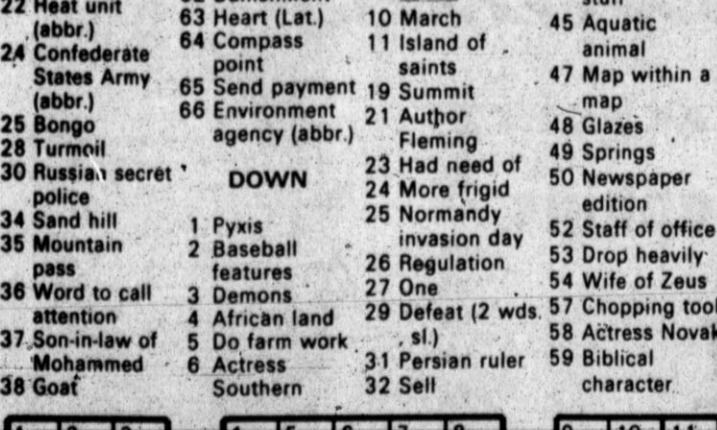 22 Heat unit
(abbr.)
24 Confederate
States Army
(abbr.)
25 Bongo
28 Turmoil
30 Russian secret
police
34 Sand hill
35 Mountain
pass
36 Word to call
attention
37 Son-in-law of
Mohammed
38 Goat
63 Heart (Lat.)
64 Compass
point
65 Send payment
66 Environment
agency (abbr.)
DOWN
1 Pyxis
2 Baseball
features
3 Demons
4 African land
5 Do farm work
6 Actress
Southern
10 March
11 Island of
saints
19 Summit
21 Author
Fleming
23 Had need of
24 More frigid
25 Normandy
invasion day
26 Regulation
27 One
29 Defeat (2 wds.
sl.)
31 Persian ruler
32 Sell
stuff
45 Aquatic
animal
47 Map within a
map
48 Glazes
49 Springs
50 Newspaper
edition
52 Staff of office
53 Drop heavily
54 Wife of Zeus
57 Chopping tool
58 Actress Novak
59 Biblical
character